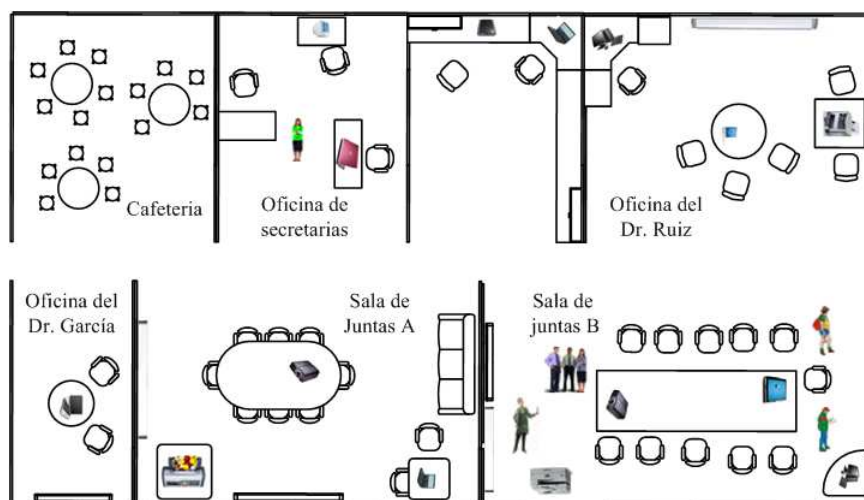 Cafeteria
Oficina de
secretarias
Oficina del
Dr. Ruiz
Oficina del
Dr. García
Sala de
Juntas A
Sala de
juntas B